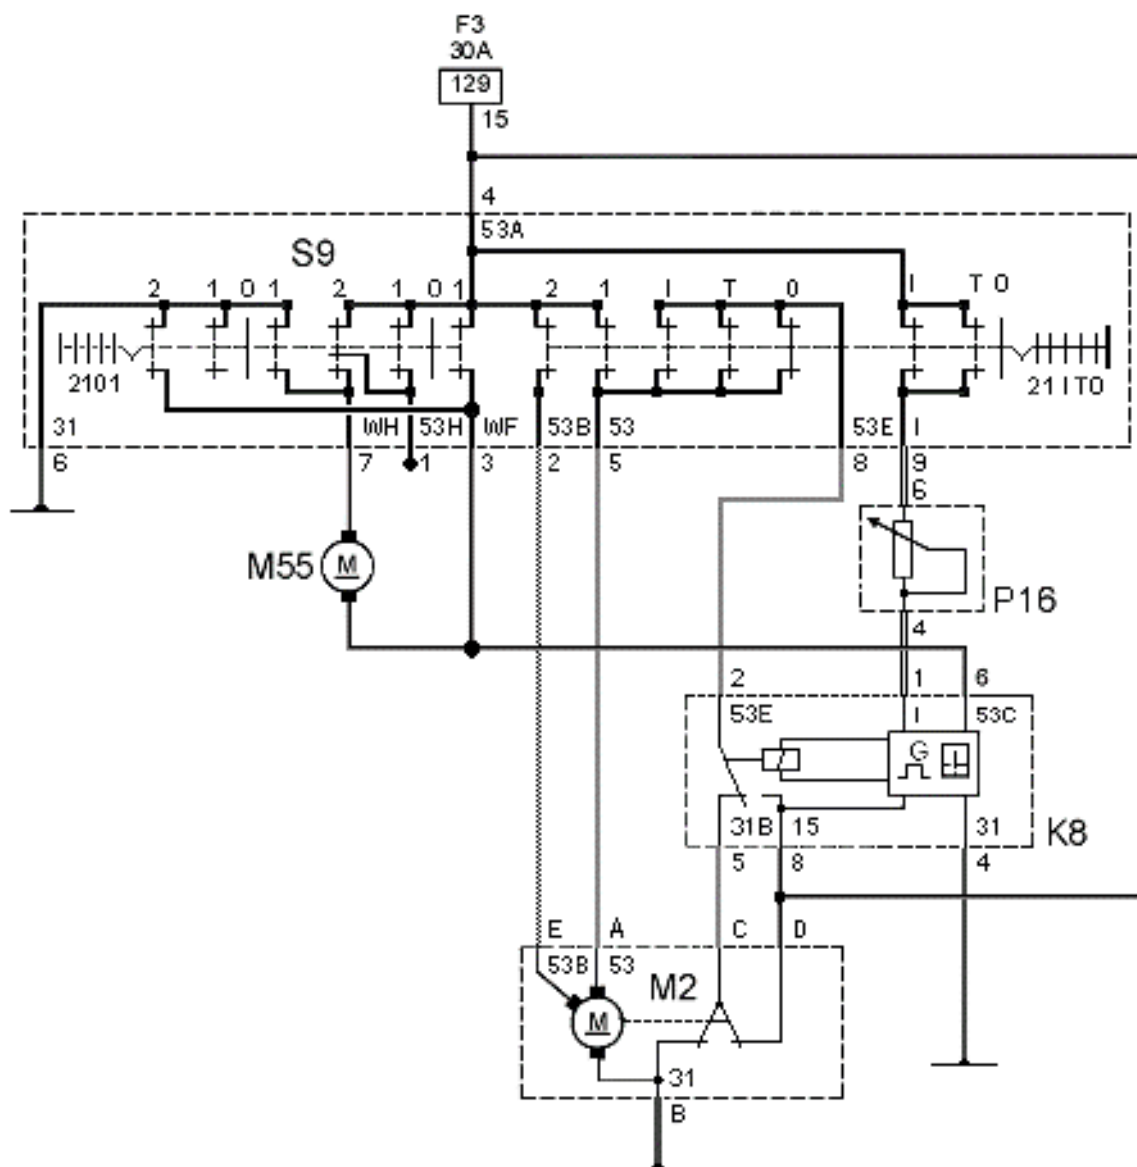 F3
30A
129
15
4
53A
S9
2 1 0 1 2 1 0 1 2 1 I T 0 I T 0
2101
21IT0
31 WH 53H WF 53B 53 53E I
6 7 1 3 2 5 8 9
6
M55
M
P16
4
2 1 6
53E I 53C
G
31B 15 31
K8
5 8 4
E A C D
53B 53
M2
M
31
B